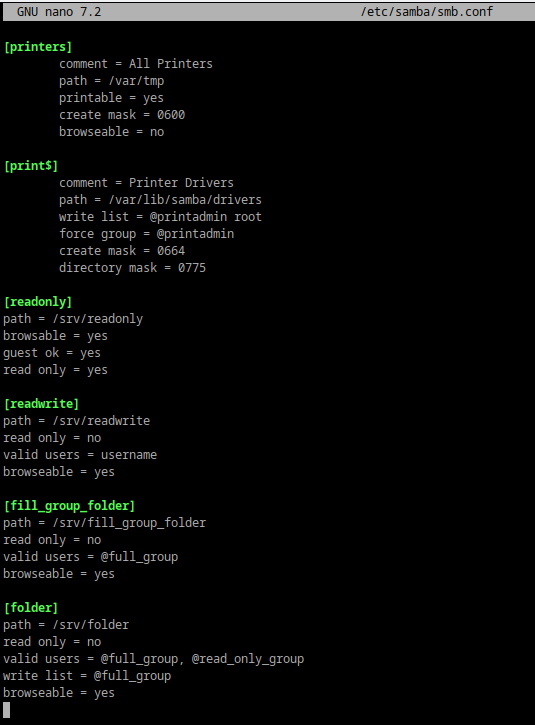 GNU nano 7.2 /etc/samba/smb.conf
[printers]
comment = All Printers
path = /var/tmp
printable = yes
create mask = 0600
browseable = no
[print$]
comment = Printer Drivers
path = /var/lib/samba/drivers
write list = @printadmin root
force group = @printadmin
create mask = 0664
directory mask = 0775
[readonly]
path = /srv/readonly
browsable = yes
guest ok = yes
read only = yes
[readwrite]
path = /srv/readwrite
read only = no
valid users = username
browseable = yes
[fill_group_folder]
path = /srv/fill_group_folder
read only = no
valid users = @full_group
browseable = yes
[folder]
path = /srv/folder
read only = no
valid users = @full_group, @read_only_group
write list = @full_group
browseable = yes